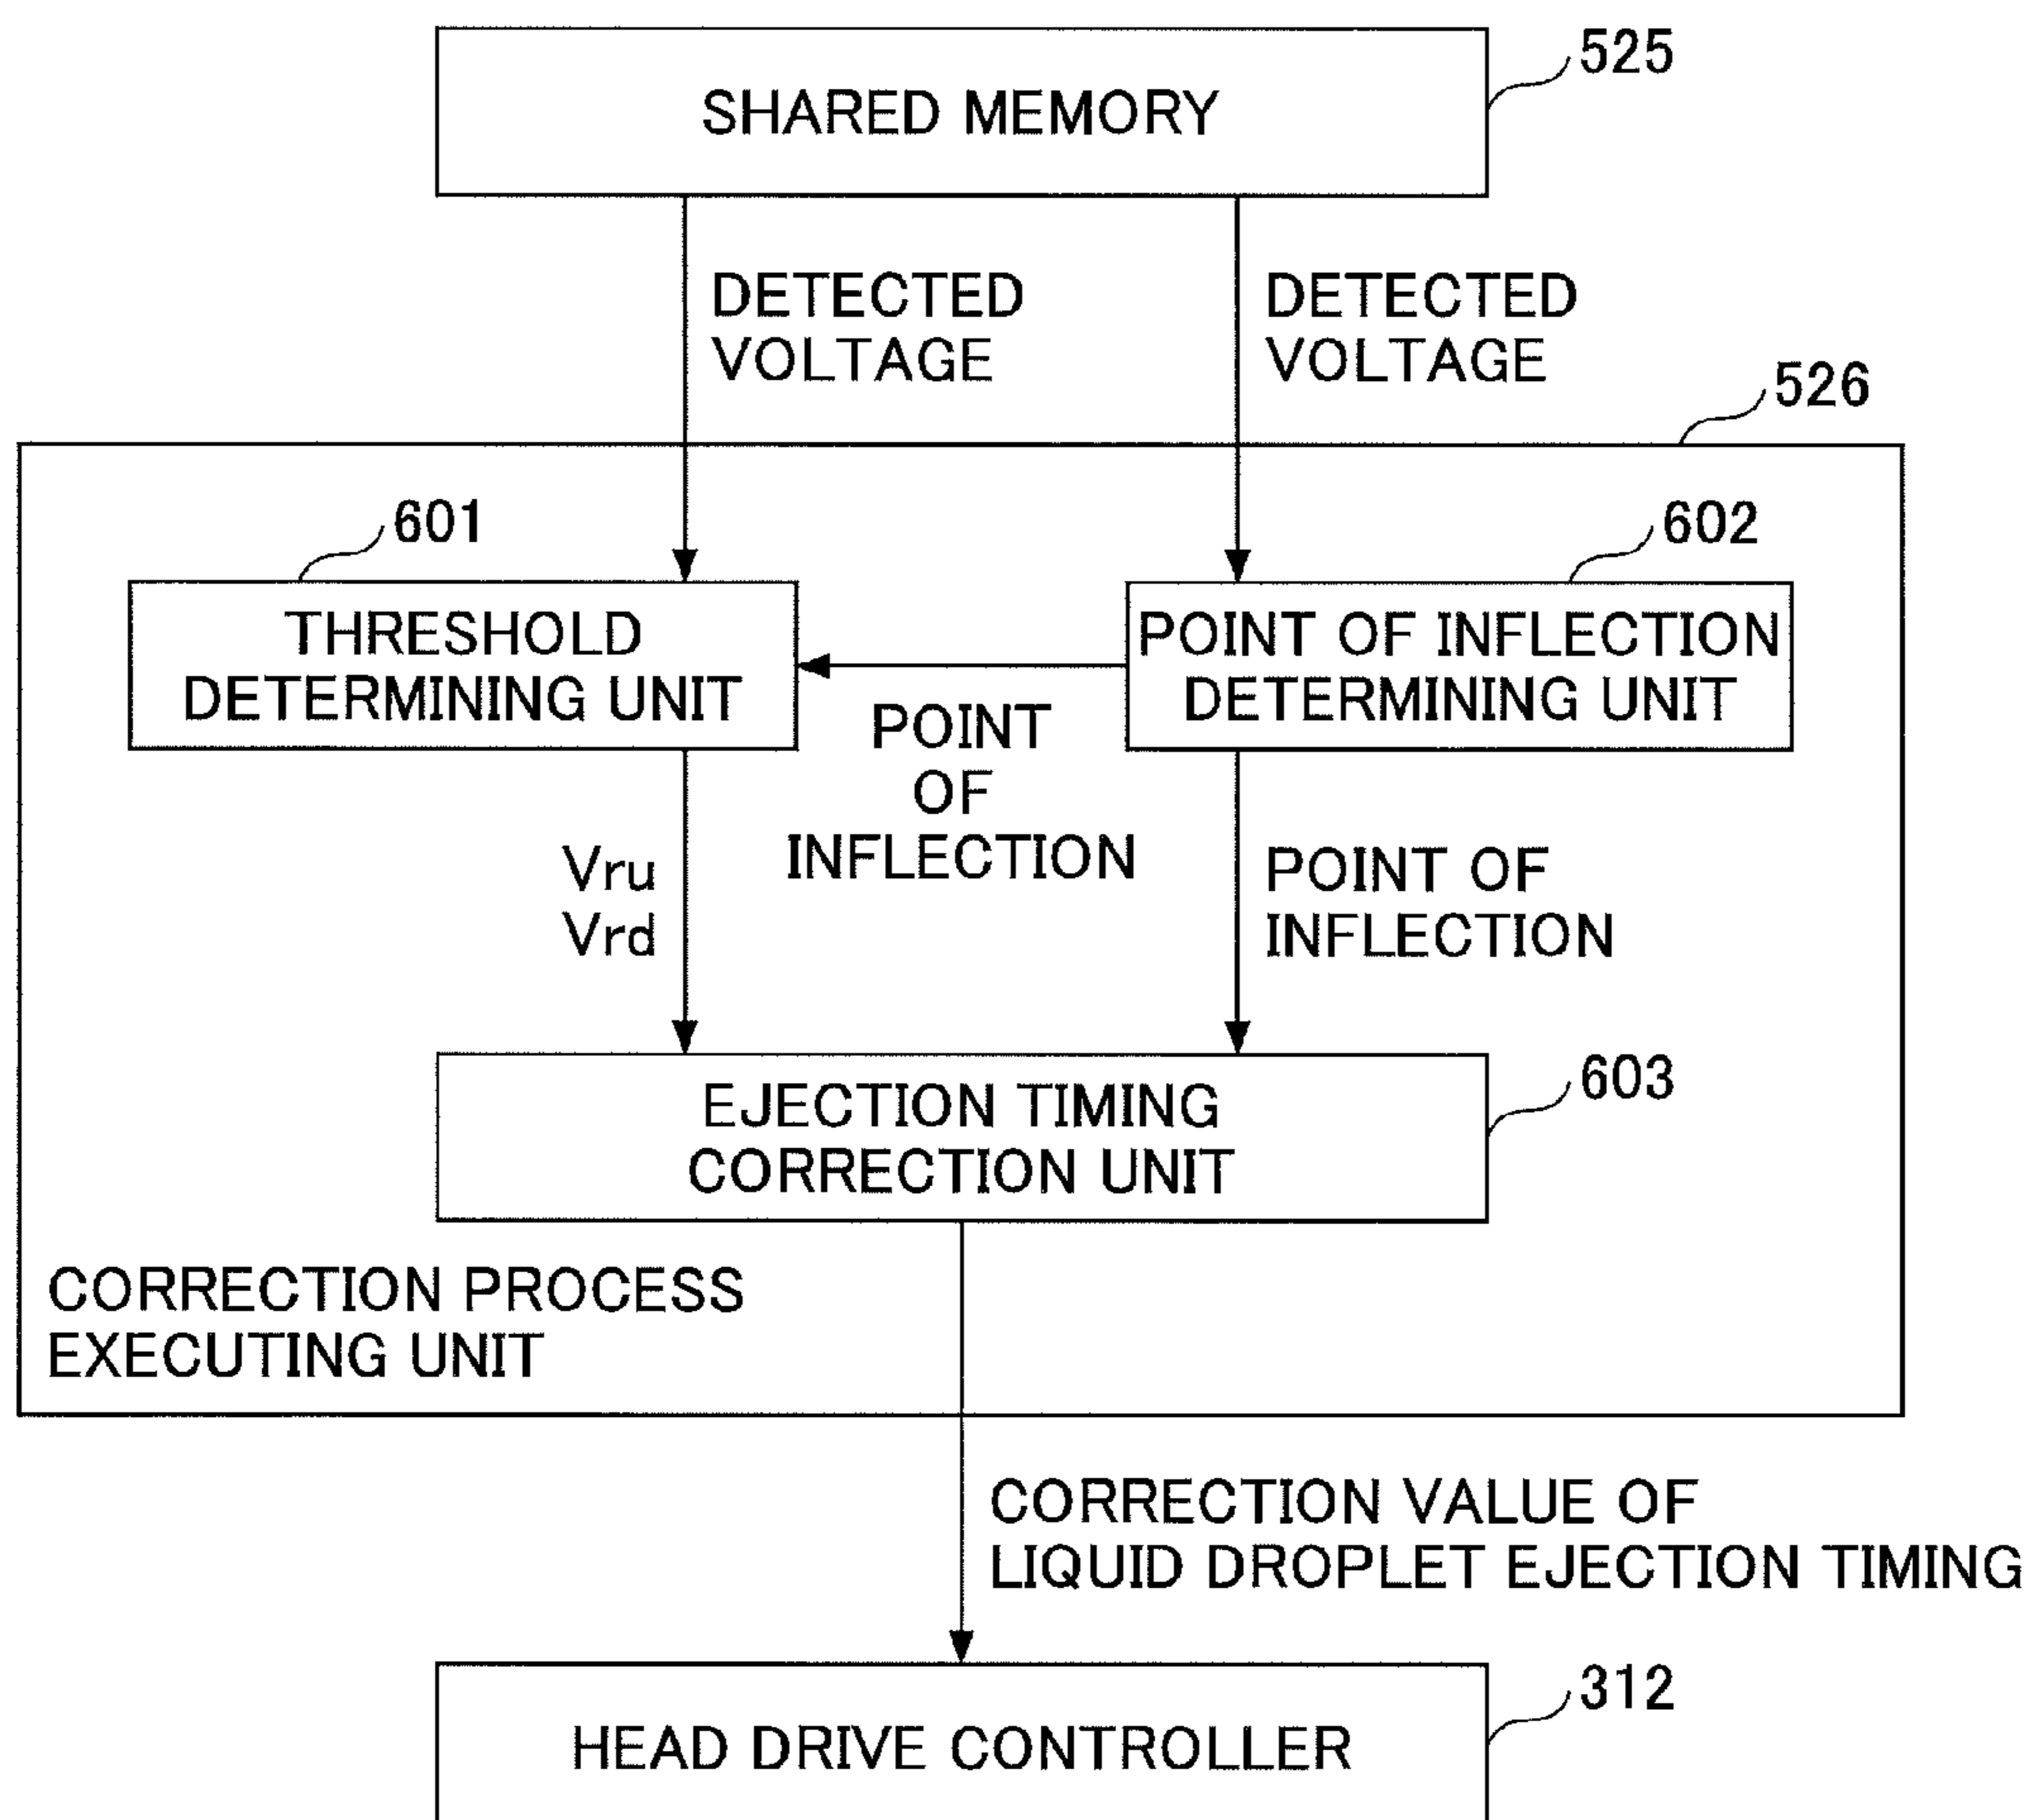 SHARED MEMORY
525
DETECTED
VOLTAGE
DETECTED
VOLTAGE
526
601
602
THRESHOLD
DETERMINING UNIT
POINT OF INFLECTION
DETERMINING UNIT
POINT
OF
INFLECTION
Vru
Vrd
POINT OF
INFLECTION
EJECTION TIMING
CORRECTION UNIT
603
CORRECTION PROCESS
EXECUTING UNIT
CORRECTION VALUE OF
LIQUID DROPLET EJECTION TIMING
HEAD DRIVE CONTROLLER
312